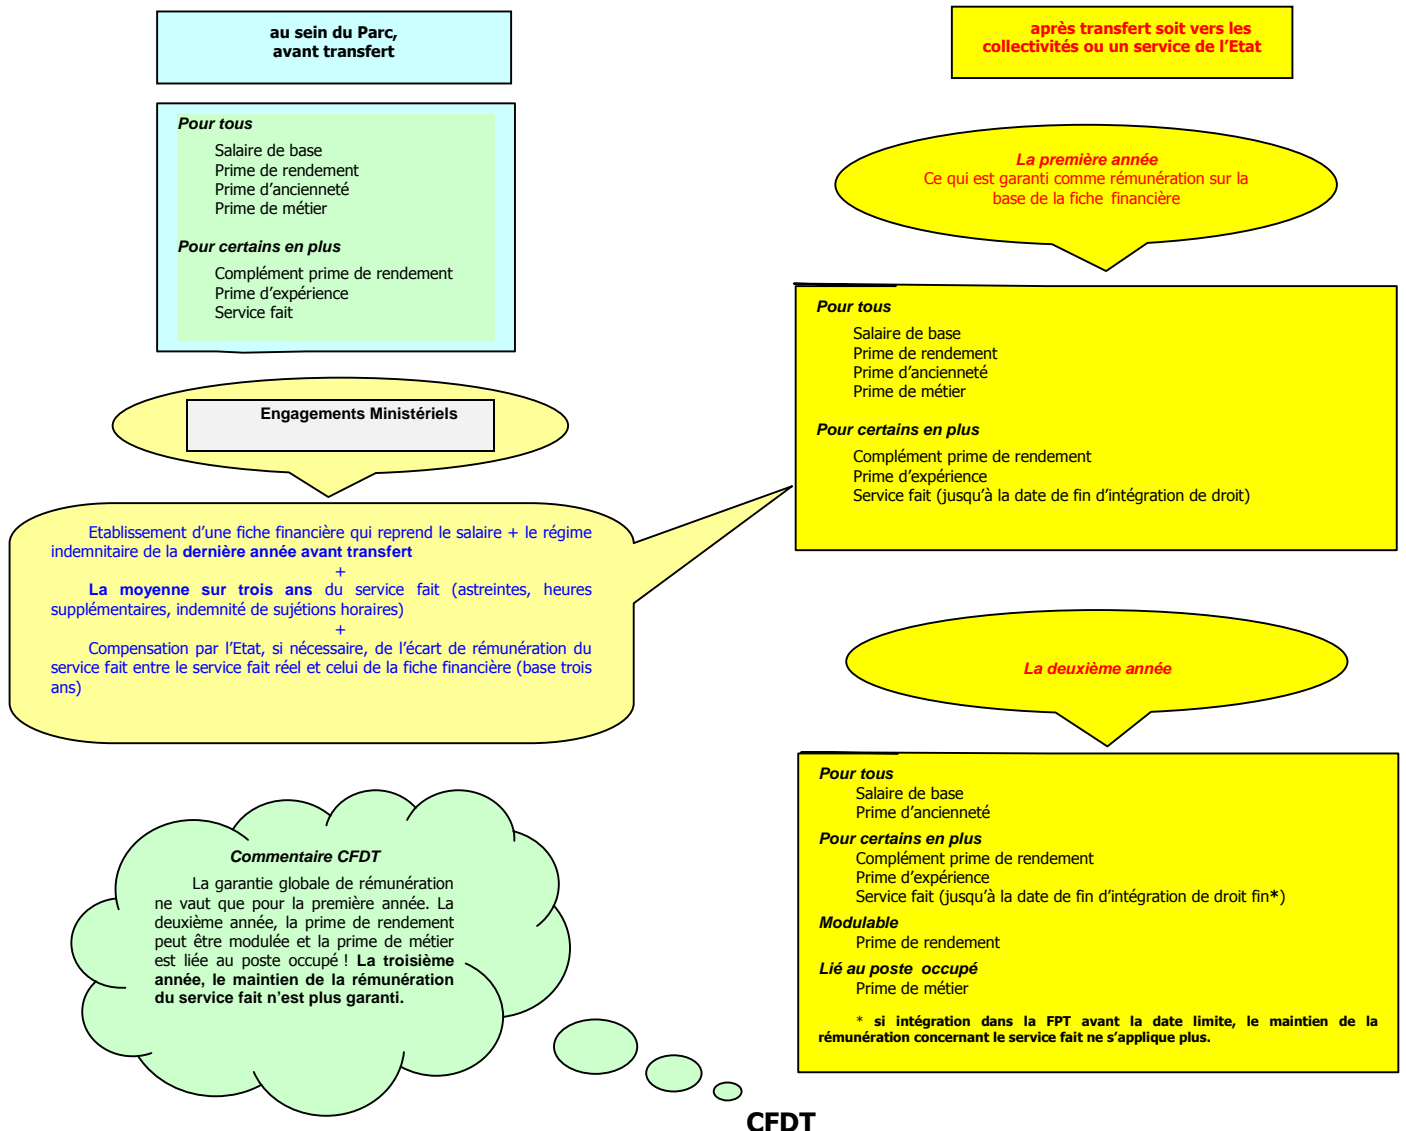 au sein du Parc,
avant transfert
Pour tous
Salaire de base
Prime de rendement
Prime d'ancienneté
Prime de métier
Pour certains en plus
Complément prime de rendement
Prime d'expérience
Service fait
Engagements Ministériels
Etablissement d'une fiche financière qui reprend le salaire + le régime
indemnitaire de la dernière année avant transfert
+
La moyenne sur trois ans du service fait (astreintes, heures
supplémentaires, indemnité de sujétions horaires)
+
Compensation par l'Etat, si nécessaire, de l'écart de rémunération du
service fait entre le service fait réel et celui de la fiche financière (base trois
ans)
Commentaire CFDT
La garantie globale de rémunération
ne vaut que pour la première année. La
deuxième année, la prime de rendement
peut être modulée et la prime de métier
est liée au poste occupé ! La troisième
année, le maintien de la rémunération
du service fait n'est plus garanti.
après transfert soit vers les
collectivités ou un service de l'Etat
La première année
Ce qui est garanti comme rémunération sur la
base de la fiche financière
Pour tous
Salaire de base
Prime de rendement
Prime d'ancienneté
Prime de métier
Pour certains en plus
Complément prime de rendement
Prime d'expérience
Service fait (jusqu'à la date de fin d'intégration de droit)
La deuxième année
Pour tous
Salaire de base
Prime d'ancienneté
Pour certains en plus
Complément prime de rendement
Prime d'expérience
Service fait (jusqu'à la date de fin d'intégration de droit fin*)
Modulable
Prime de rendement
Lié au poste occupé
Prime de métier
* si intégration dans la FPT avant la date limite, le maintien de la
rémunération concernant le service fait ne s'applique plus.
CFDT